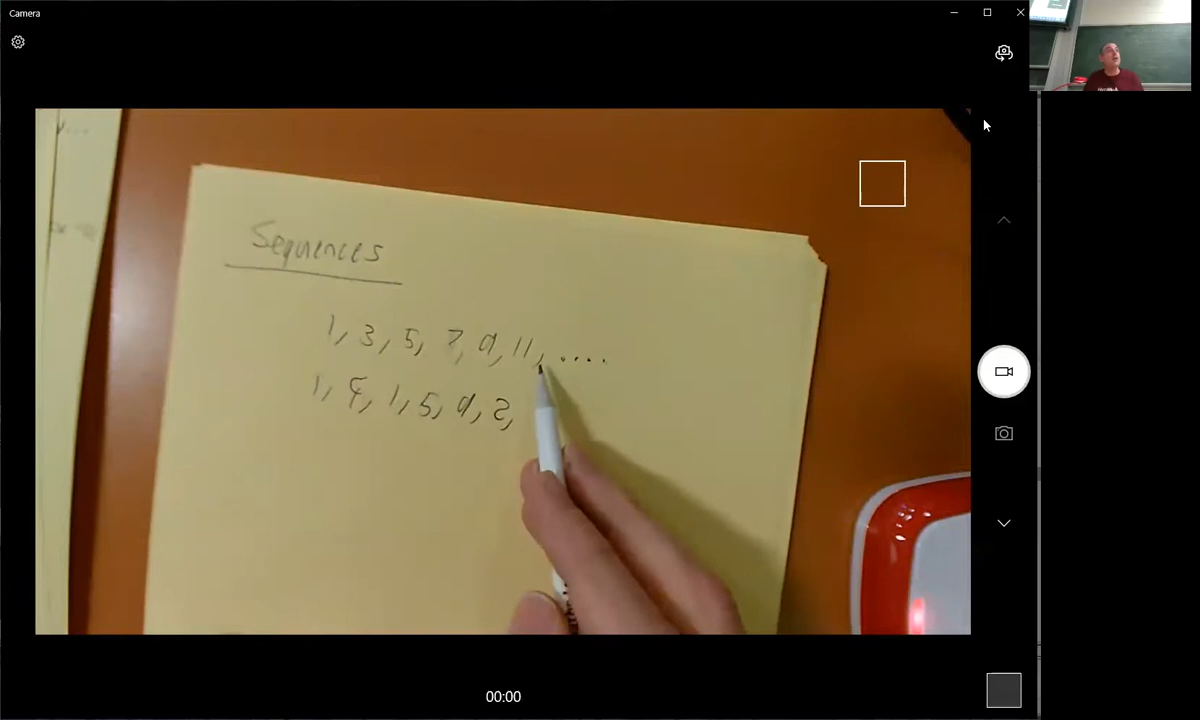 Camera
Sequences
1, 3, 5, 7, 9, 11, ....
1, 4, 1, 5, 9, 2,
00:00